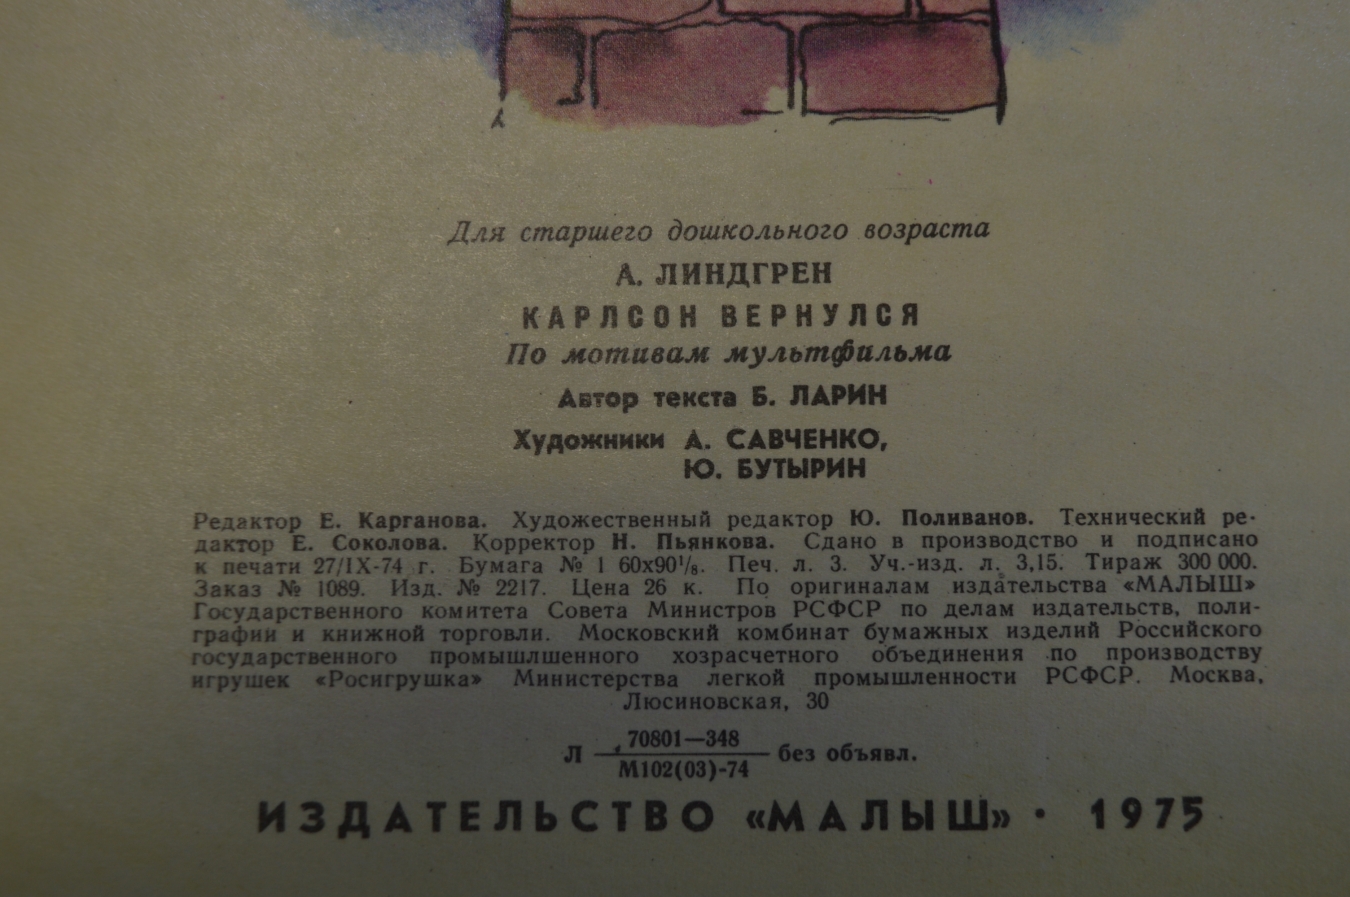 Для старшего дошкольного возраста
А. ЛИНДГРЕН
КАРЛСОН ВЕРНУЛСЯ
По мотивам мультфильма
Автор текста Б. ЛАРИН
Художники А. САВЧЕНКО,
Ю. БУТЫРИН
Редактор Е. Карганова. Художественный редактор Ю. Поливанов. Технический ре-
дактор Е. Соколова. Корректор Н. Пьянкова. Сдано в производство и подписано
к печати 27/IX-74 г. Бумага № 1 60х90¹/₈. Печ. л. 3. Уч.-изд. л. 3,15. Тираж 300 000.
Заказ № 1089. Изд. № 2217. Цена 26 к. По оригиналам издательства «МАЛЫШ»
Государственного комитета Совета Министров РСФСР по делам издательств, поли-
графии и книжной торговли. Московский комбинат бумажных изделий Российского
государственного промышлшенного хозрасчетного объединения по производству
игрушек «Росигрушка» Министерства легкой промышленности РСФСР. Москва,
Люсиновская, 30
70801—348
Л без объявл.
М102(03)-74
ИЗДАТЕЛЬСТВО «МАЛЫШ» · 1975